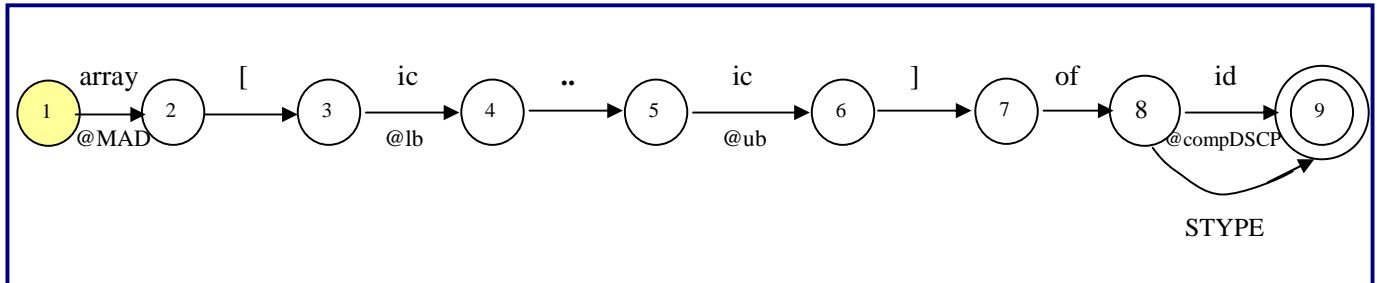 array [ ic .. ic ] of id
1 2 3 4 5 6 7 8 9
@MAD @lb @ub @compDSCP
STYPE